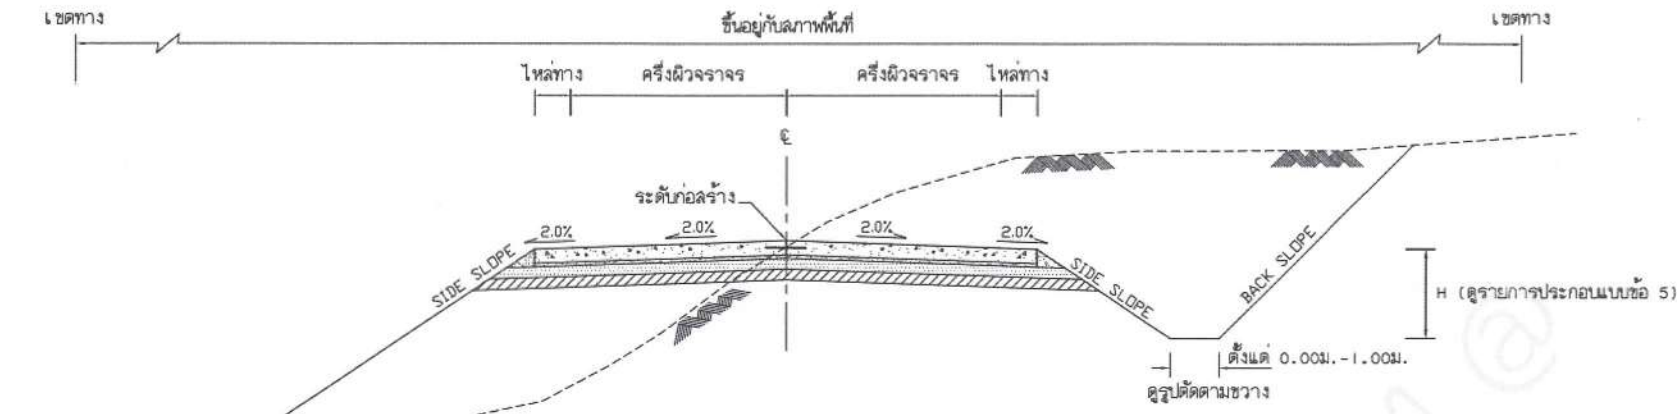 เขตทาง
ขึ้นอยู่กับสภาพพื้นที่
เขตทาง
ไหล่ทาง ครึ่งผิวจราจร ครึ่งผิวจราจร ไหล่ทาง
℄
ระดับก่อสร้าง
2.0% 2.0% 2.0% 2.0%
SIDE SLOPE
SIDE SLOPE
BACK SLOPE
H (ดูรายการประกอบแบบข้อ 5)
ตั้งแต่ 0.00ม.-1.00ม.
ดูรูปตัดตามขวาง